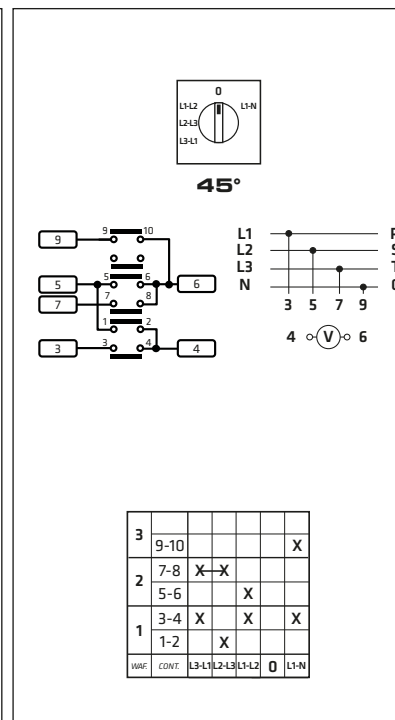 0
L1-L2 L1-N
L2-L3
L3-L1
45°
9 9 10
5 5 6 6
7 7 8
1 2
3 3 4 4
L1
L2
L3
N
3 5 7 9
4 V 6
3
9-10 X
2 7-8 X X
5-6 X
1 3-4 X X X
1-2 X
WAF. CONT. L3-L1 L2-L3 L1-L2 0 L1-N